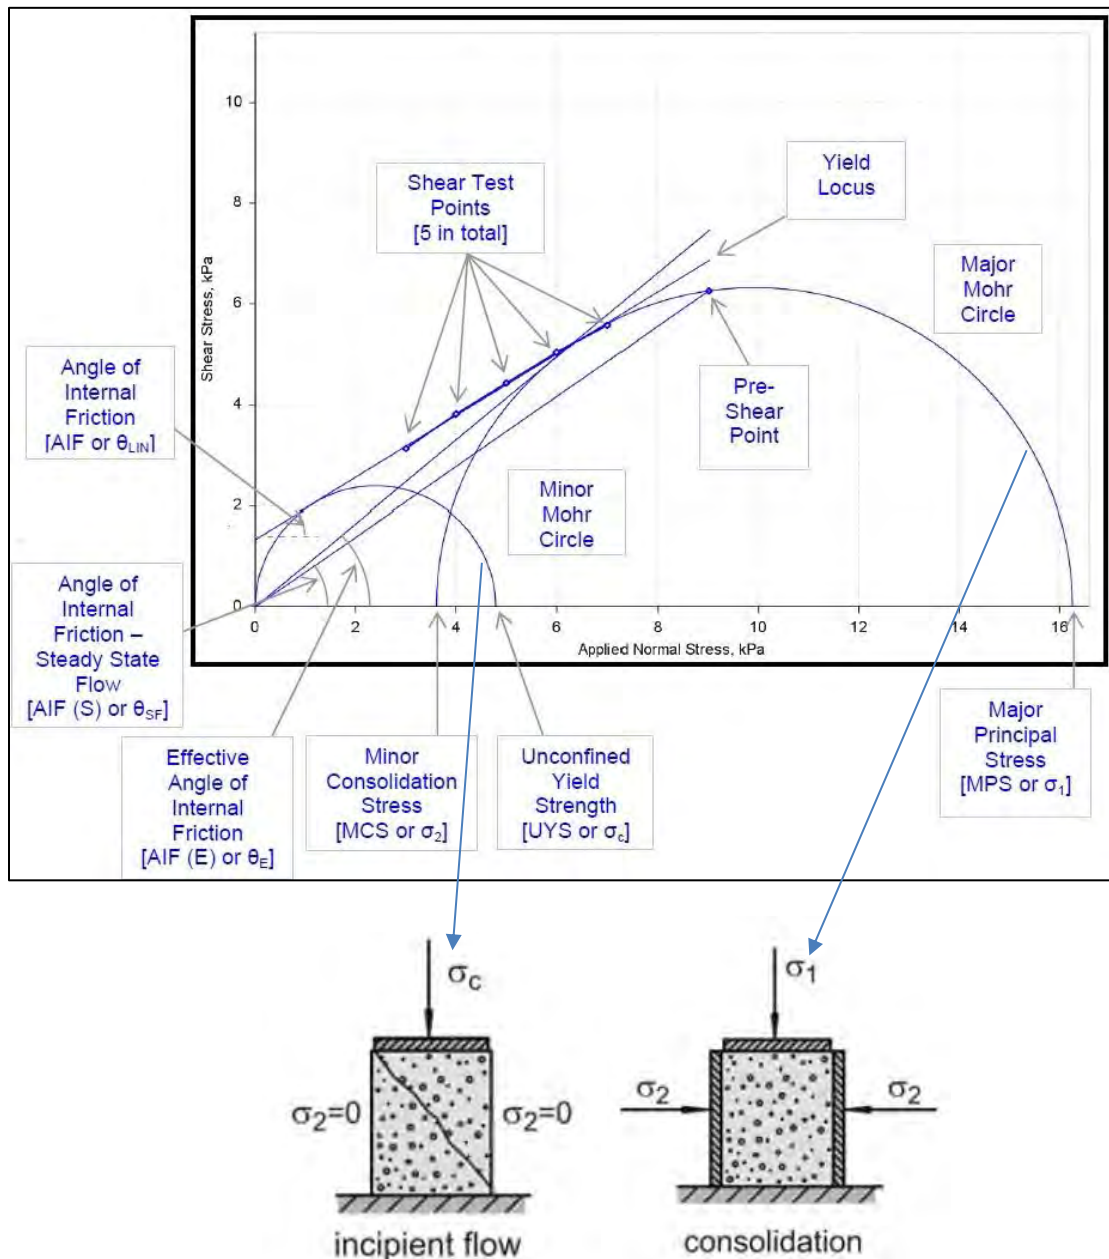 10
8
6
4
2
0
Shear Stress, kPa
0
2
4
6
8
10
12
14
16
Applied Normal Stress, kPa
Shear Test
Points
[5 in total]
Yield
Locus
Major
Mohr
Circle
Angle of
Internal
Friction
[AIF or θLIN]
Pre-
Shear
Point
Minor
Mohr
Circle
Angle of
Internal
Friction –
Steady State
Flow
[AIF (S) or θSF]
Effective
Angle of
Internal
Friction
[AIF (E) or θE]
Minor
Consolidation
Stress
[MCS or σ2]
Unconfined
Yield
Strength
[UYS or σc]
Major
Principal
Stress
[MPS or σ1]
σc
σ2=0
σ2=0
incipient flow
σ1
σ2
σ2
consolidation